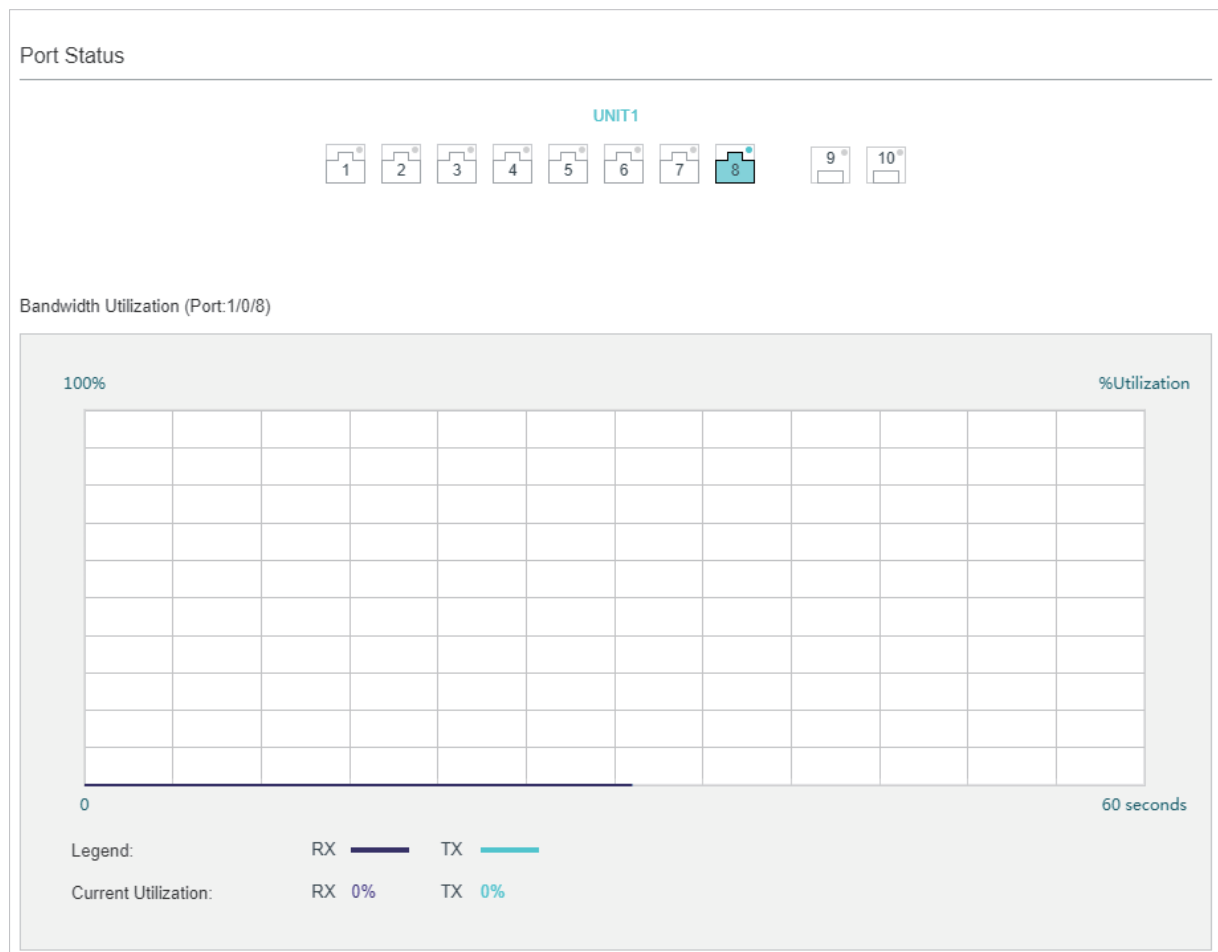 Port Status
UNIT1
1 2 3 4 5 6 7 8 9 10
Bandwidth Utilization (Port:1/0/8)
100% %Utilization
0 60 seconds
Legend: RX TX
Current Utilization: RX 0% TX 0%